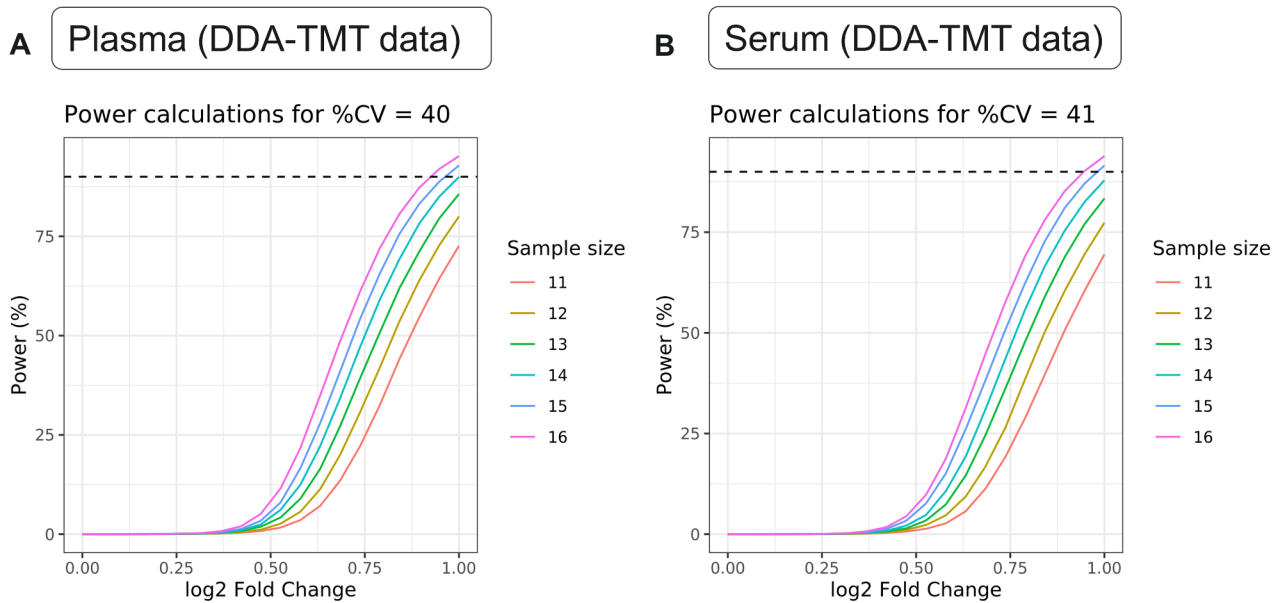 A
Plasma (DDA-TMT data)
Power calculations for %CV = 40
Power (%)
75
50
25
0
0.00 0.25 0.50 0.75 1.00
log2 Fold Change
Sample size
11
12
13
14
15
16
B
Serum (DDA-TMT data)
Power calculations for %CV = 41
Power (%)
75
50
25
0
0.00 0.25 0.50 0.75 1.00
log2 Fold Change
Sample size
11
12
13
14
15
16